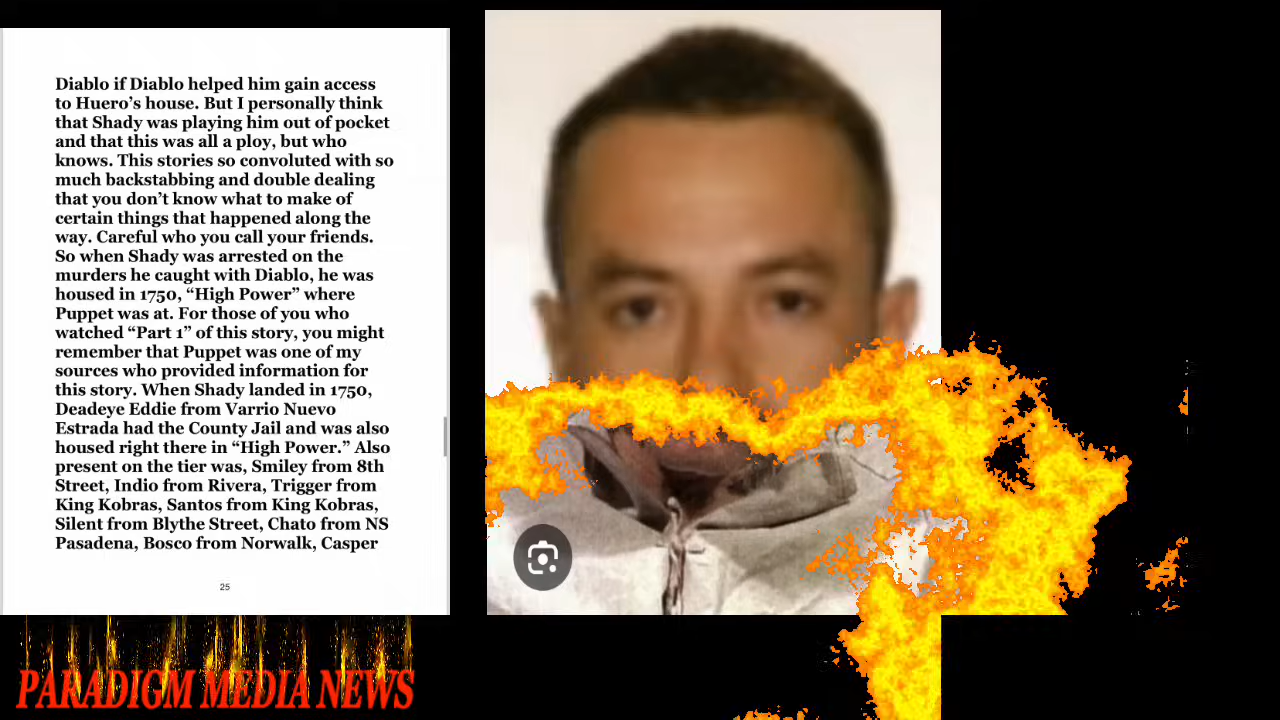 Diablo if Diablo helped him gain access
to Huero’s house. But I personally think
that Shady was playing him out of pocket
and that this was all a ploy, but who
knows. This stories so convoluted with so
much backstabbing and double dealing
that you don’t know what to make of
certain things that happened along the
way. Careful who you call your friends.
So when Shady was arrested on the
murders he caught with Diablo, he was
housed in 1750, “High Power” where
Puppet was at. For those of you who
watched “Part 1” of this story, you might
remember that Puppet was one of my
sources who provided information for
this story. When Shady landed in 1750,
Deadeye Eddie from Varrio Nuevo
Estrada had the County Jail and was also
housed right there in “High Power.” Also
present on the tier was, Smiley from 8th
Street, Indio from Rivera, Trigger from
King Kobras, Santos from King Kobras,
Silent from Blythe Street, Chato from NS
Pasadena, Bosco from Norwalk, Casper
25
PARADIGM MEDIA NEWS